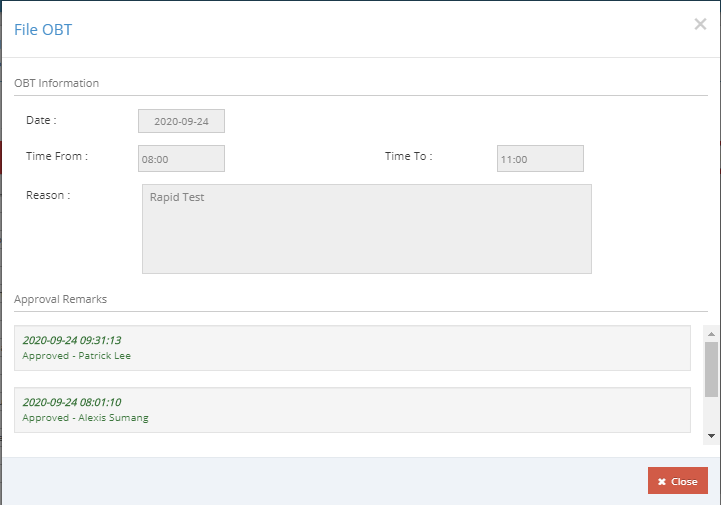 File OBT
OBT Information
Date :
2020-09-24
Time From :
08:00
Time To :
11:00
Reason :
Rapid Test
Approval Remarks
2020-09-24 09:31:13
Approved - Patrick Lee
2020-09-24 08:01:10
Approved - Alexis Sumang
Close